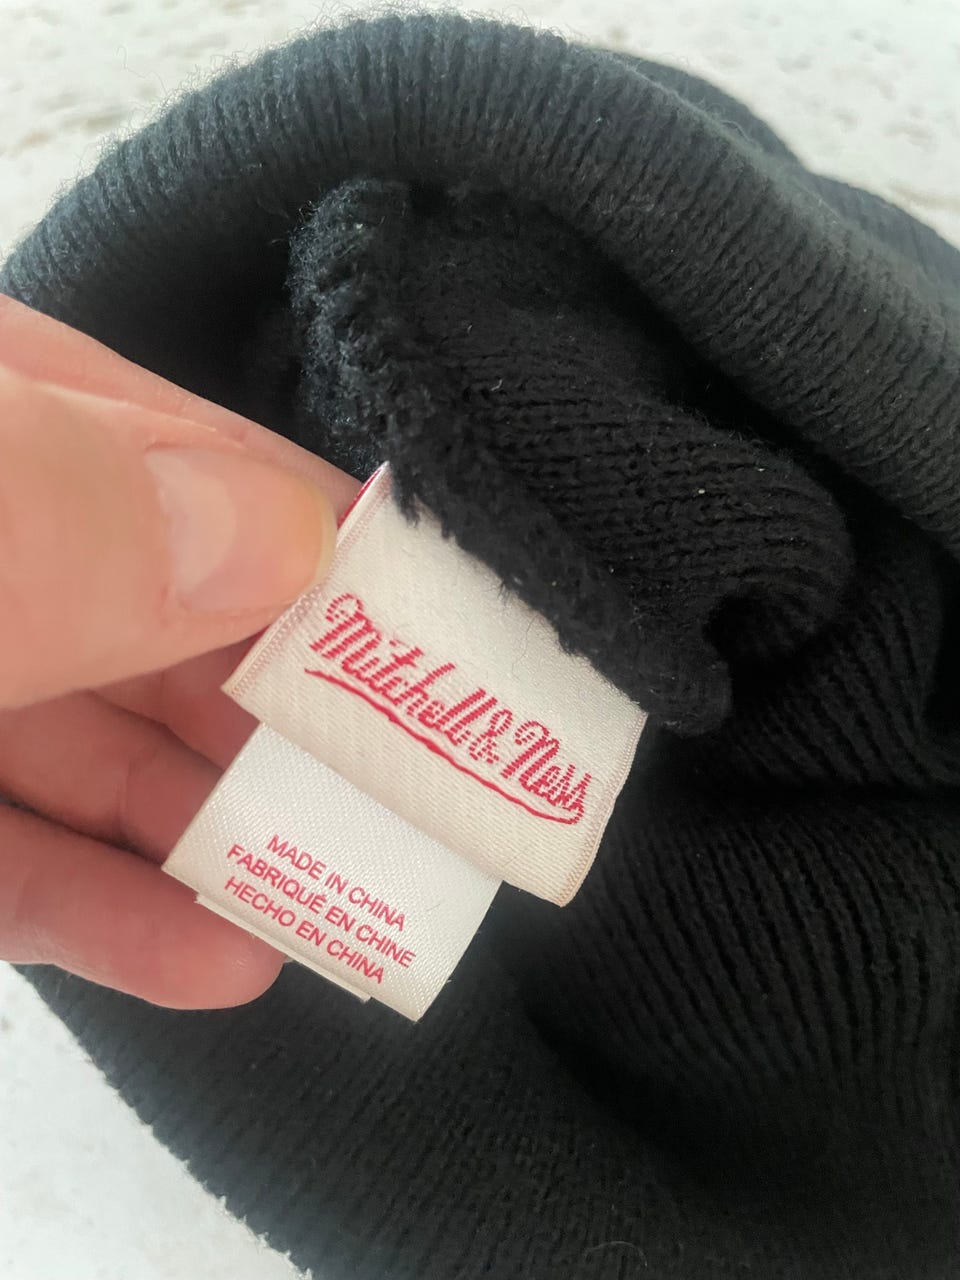 Mitchell & Ness
MADE IN CHINA
FABRIQUÉ EN CHINE
HECHO EN CHINA